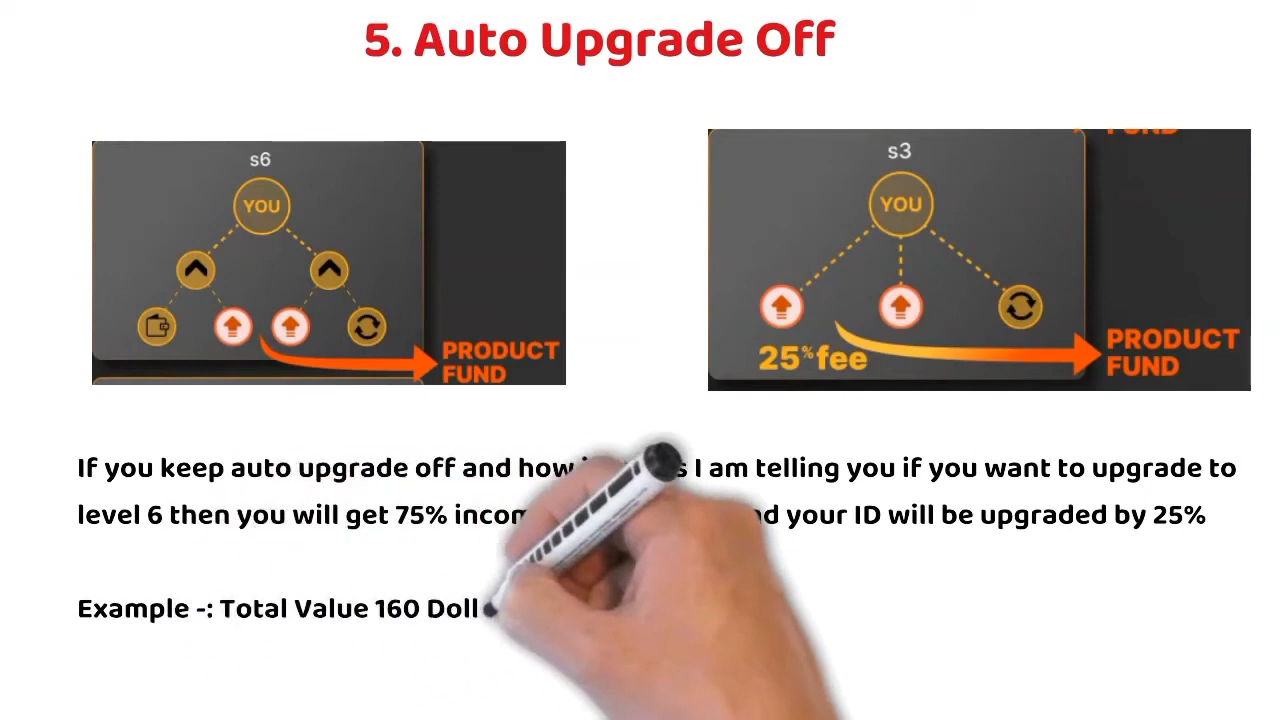 5. Auto Upgrade Off
s6
YOU
PRODUCT
FUND
s3
YOU
25% fee
PRODUCT
FUND
If you keep auto upgrade off and how I am telling you if you want to upgrade to
level 6 then you will get 75% your ID will be upgraded by 25%
Example -: Total Value 160 Doll